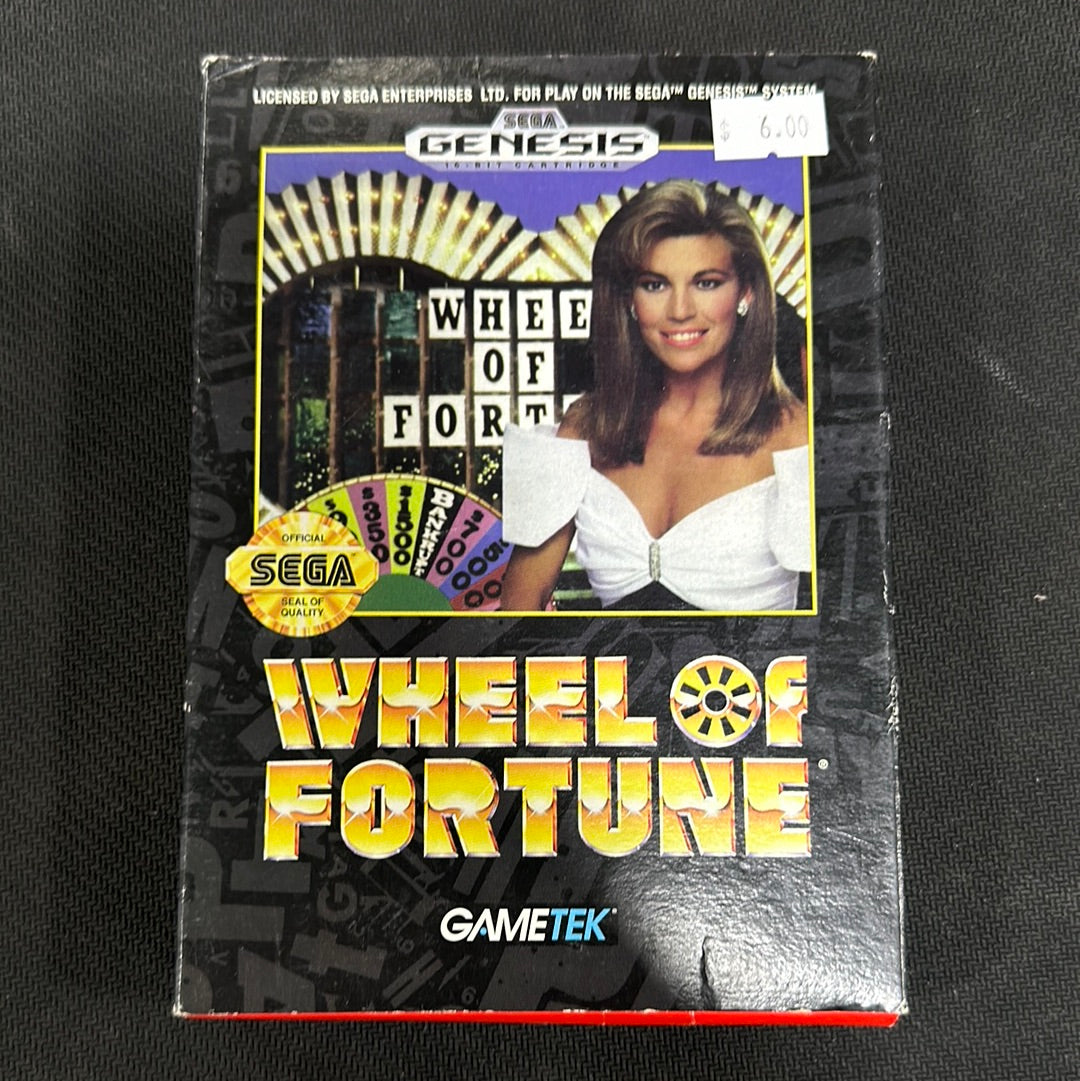 LICENSED BY SEGA ENTERPRISES LTD. FOR PLAY ON THE SEGA™ GENESIS™ SYSTEM
$ 6.00
SEGA
GENESIS
16-BIT CARTRIDGE
WHEE
OF
FORT
$350
$1500
BANKRUPT
$700
OFFICIAL
SEGA
SEAL OF
QUALITY
WHEEL OF
FORTUNE®
GAMETEK